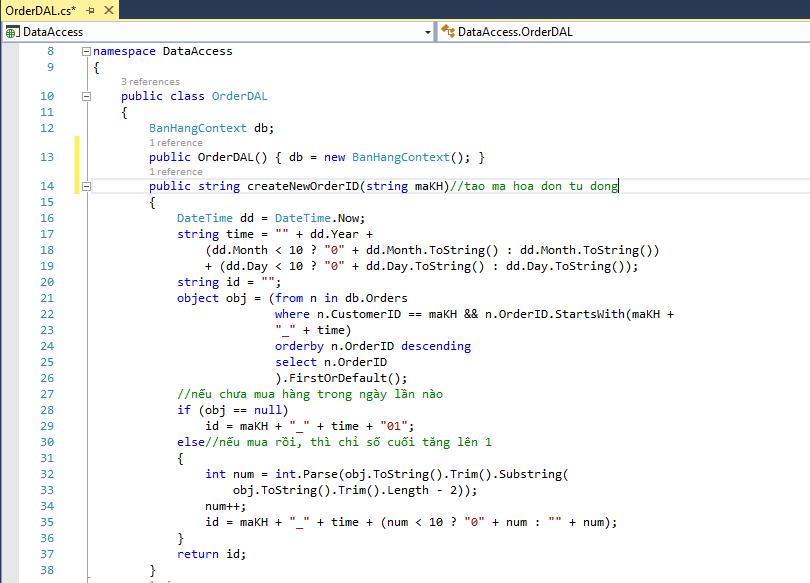 OrderDAL.cs*
DataAccess DataAccess.OrderDAL
8 namespace DataAccess
9 {
3 references
10 public class OrderDAL
11 {
12 BanHangContext db;
1 reference
13 public OrderDAL() { db = new BanHangContext(); }
1 reference
14 public string createNewOrderID(string maKH)//tao ma hoa don tu dong
15 {
16 DateTime dd = DateTime.Now;
17 string time = "" + dd.Year +
18 (dd.Month < 10 ? "0" + dd.Month.ToString() : dd.Month.ToString())
19 + (dd.Day < 10 ? "0" + dd.Day.ToString() : dd.Day.ToString());
20 string id = "";
21 object obj = (from n in db.Orders
22 where n.CustomerID == maKH && n.OrderID.StartsWith(maKH +
23 "_" + time)
24 orderby n.OrderID descending
25 select n.OrderID
26 ).FirstOrDefault();
27 //nếu chưa mua hàng trong ngày lần nào
28 if (obj == null)
29 id = maKH + "_" + time + "01";
30 else//nếu mua rồi, thì chỉ số cuối tăng lên 1
31 {
32 int num = int.Parse(obj.ToString().Trim().Substring(
33 obj.ToString().Trim().Length - 2));
34 num++;
35 id = maKH + "_" + time + (num < 10 ? "0" + num : "" + num);
36 }
37 return id;
38 }